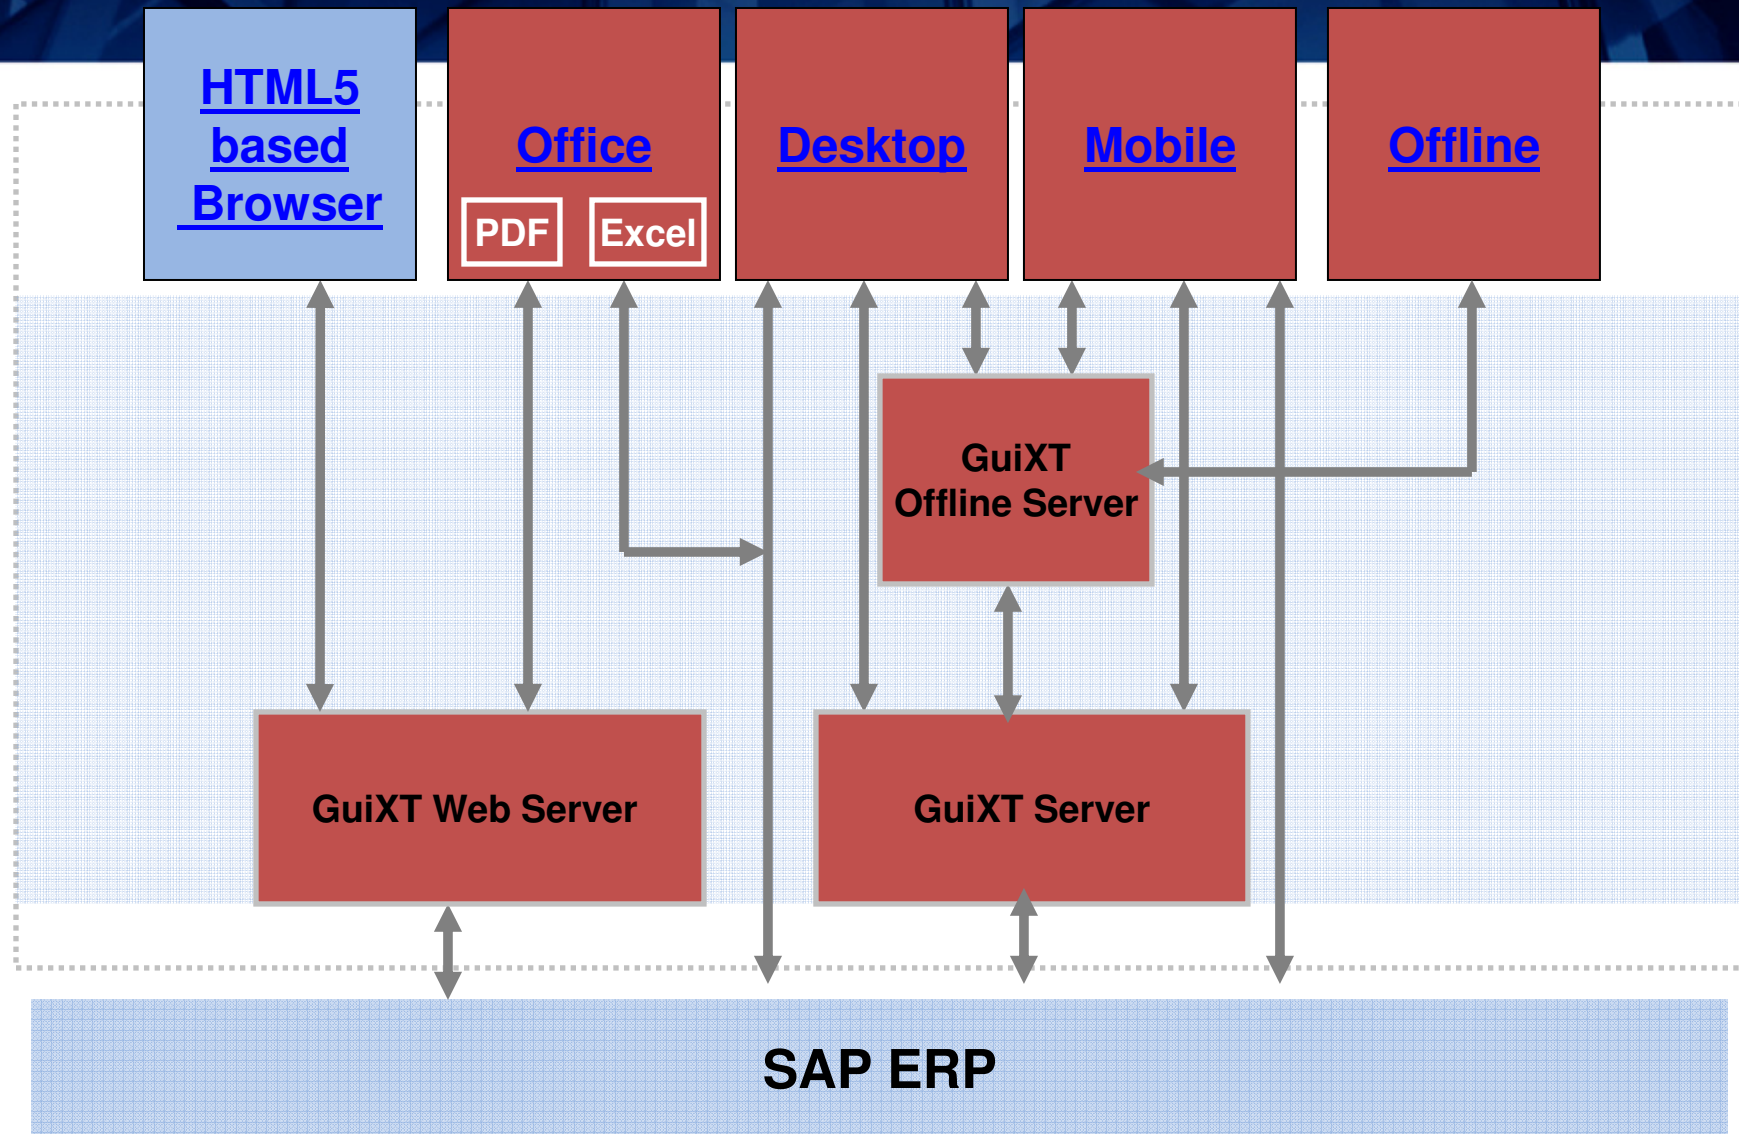 HTML5
based
Browser
Office
PDF
Excel
Desktop
Mobile
Offline
GuiXT
Offline Server
GuiXT Web Server
GuiXT Server
SAP ERP